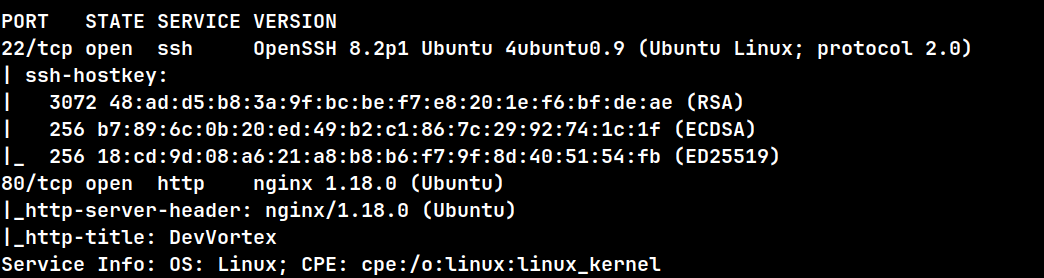 PORT   STATE SERVICE VERSION
22/tcp open  ssh     OpenSSH 8.2p1 Ubuntu 4ubuntu0.9 (Ubuntu Linux; protocol 2.0)
| ssh-hostkey:
|   3072 48:ad:d5:b8:3a:9f:bc:be:f7:e8:20:1e:f6:bf:de:ae (RSA)
|   256 b7:89:6c:0b:20:ed:49:b2:c1:86:7c:29:92:74:1c:1f (ECDSA)
|_  256 18:cd:9d:08:a6:21:a8:b8:b6:f7:9f:8d:40:51:54:fb (ED25519)
80/tcp open  http    nginx 1.18.0 (Ubuntu)
|_http-server-header: nginx/1.18.0 (Ubuntu)
|_http-title: DevVortex
Service Info: OS: Linux; CPE: cpe:/o:linux:linux_kernel